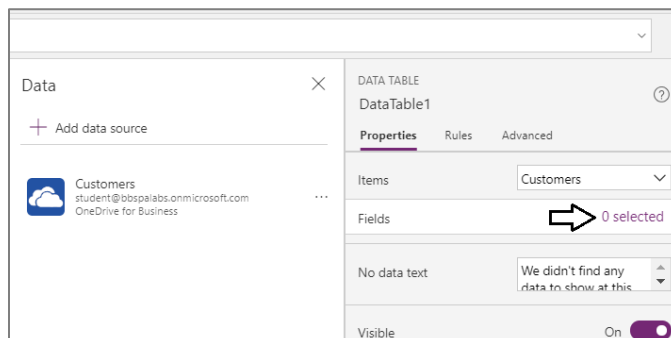 Data
Add data source
Customers
student@bbspalabs.onmicrosoft.com
OneDrive for Business
DATA TABLE
DataTable1
Properties Rules Advanced
Items Customers
Fields 0 selected
No data text We didn't find any
data to show at this
Visible On